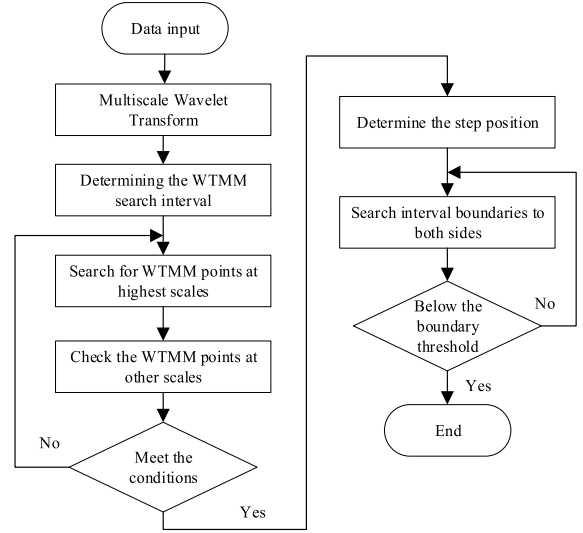 Data input
Multiscale Wavelet
Transform
Determining the WTMM
search interval
Search for WTMM points at
highest scales
Check the WTMM points at
other scales
No
Meet the
conditions
Yes
Determine the step position
Search interval boundaries to
both sides
Below the
boundary
threshold
No
Yes
End